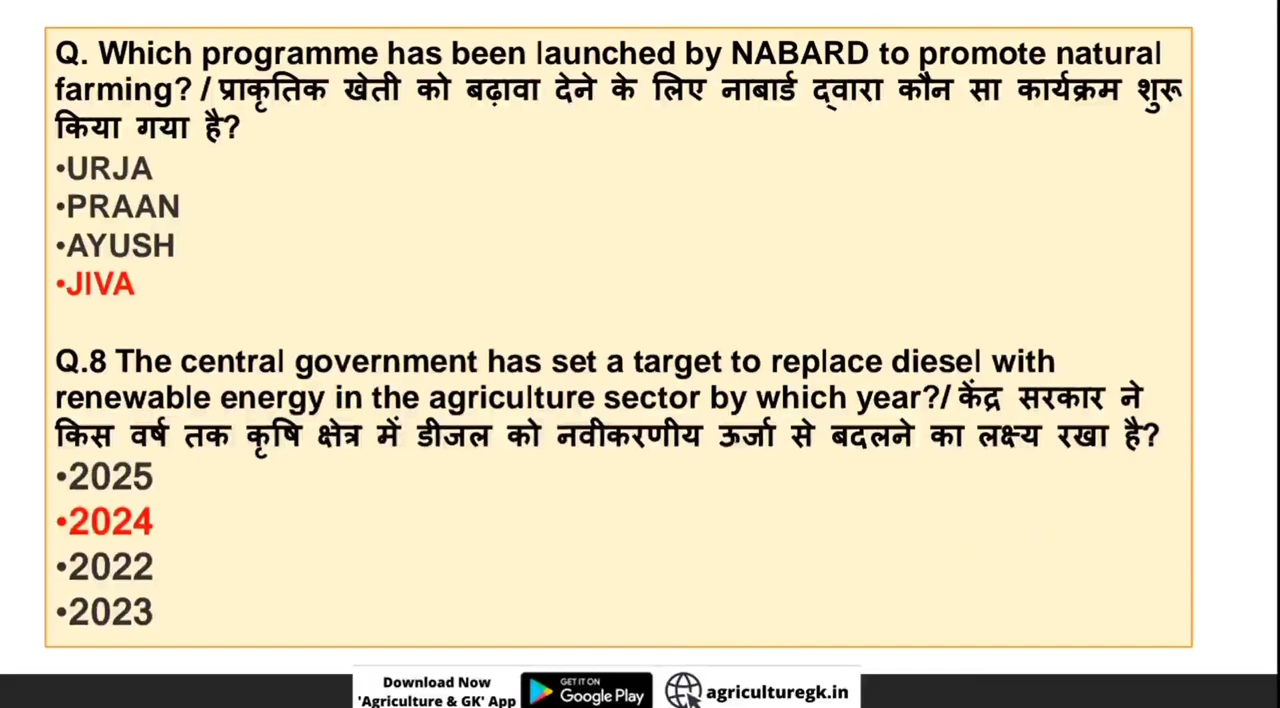 Q. Which programme has been launched by NABARD to promote natural
farming? / प्राकृतिक खेती को बढ़ावा देने के लिए नाबार्ड द्वारा कौन सा कार्यक्रम शुरू
किया गया है?
•URJA
•PRAAN
•AYUSH
•JIVA
Q.8 The central government has set a target to replace diesel with
renewable energy in the agriculture sector by which year?/ केंद्र सरकार ने
किस वर्ष तक कृषि क्षेत्र में डीजल को नवीकरणीय ऊर्जा से बदलने का लक्ष्य रखा है?
•2025
•2024
•2022
•2023
Download Now
'Agriculture & GK' App
GET IT ON
Google Play
agriculturegk.in